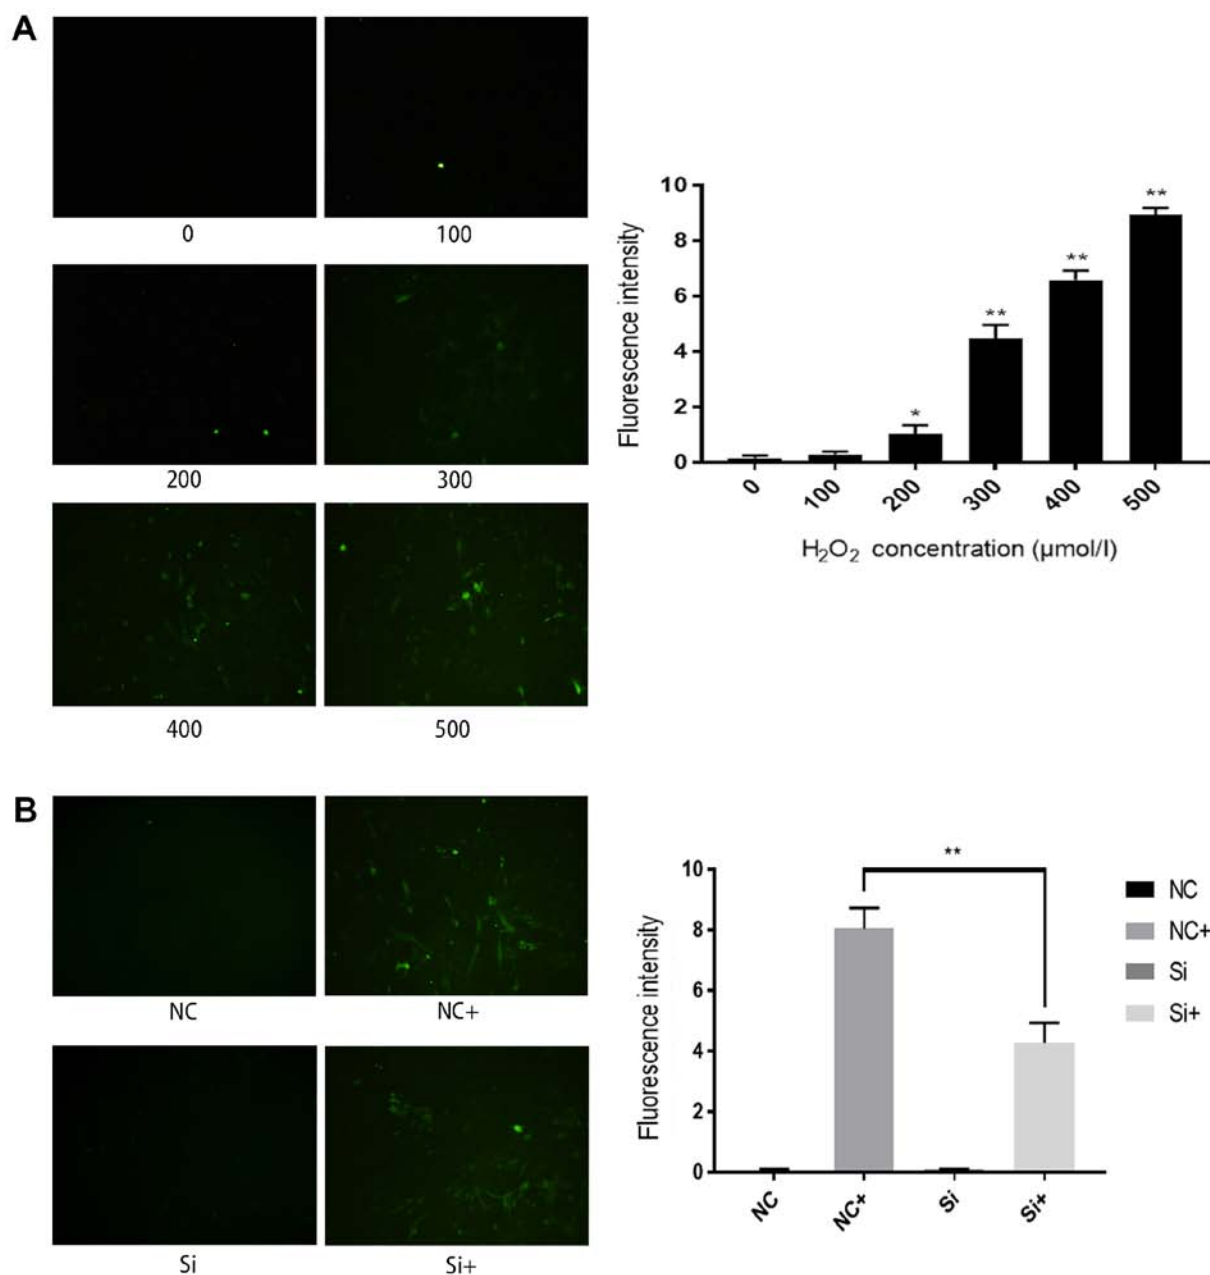 A
0
100
200
300
400
500
Fluorescence intensity
10
8
6
4
2
0
*
**
**
**
0
100
200
300
400
500
H₂O₂ concentration (µmol/l)
B
NC
NC+
Si
Si+
Fluorescence intensity
10
8
6
4
2
0
**
NC
NC+
Si
Si+
NC
NC+
Si
Si+